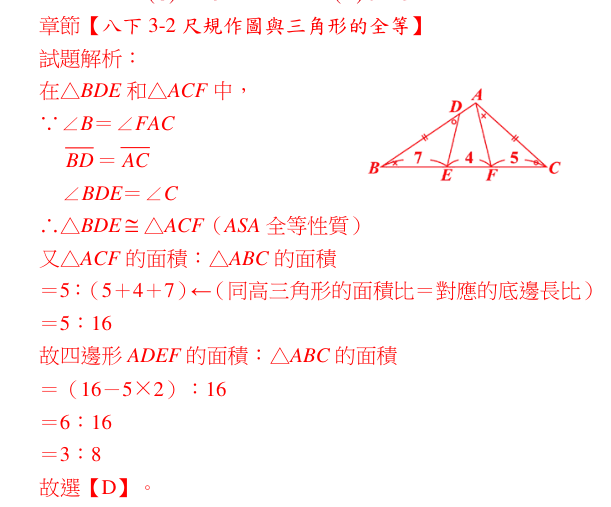 章節【八下 3-2 尺規作圖與三角形的全等】
試題解析：
在△BDE 和△ACF 中，
∵∠B＝∠FAC
BD＝AC
∠BDE＝∠C
∴△BDE≅△ACF（ASA 全等性質）
又△ACF 的面積：△ABC 的面積
＝5：（5＋4＋7）←（同高三角形的面積比＝對應的底邊長比）
＝5：16
故四邊形 ADEF 的面積：△ABC 的面積
＝（16－5×2）：16
＝6：16
＝3：8
故選【D】。
A
D
B 7 4 5 C
E F